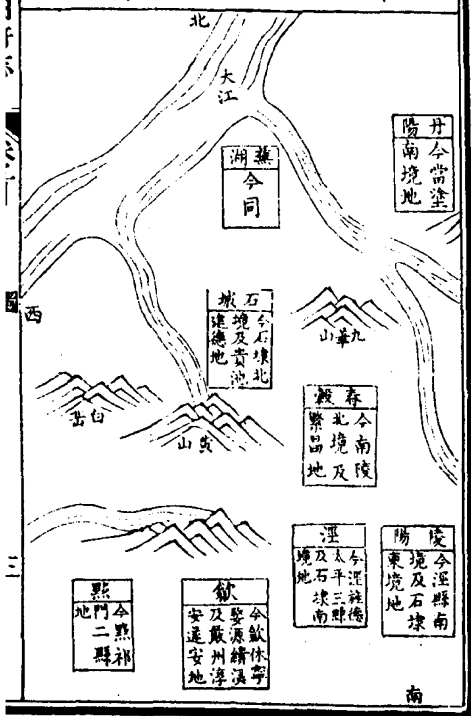 北
大江
丹陽
今當塗
南境地
蕪湖
今同
西
石城
今石埭北
境及貴池
建德地
九華山
白岳
黄山
春穀
今南陵
北境及
繁昌地
陵陽
今涇縣南
境及石埭
東境地
涇
今涇旌德
太平三縣
及石埭南
境地
歙
今歙休寧
婺源績溪
及嚴州淳
安遂安地
黟
今黟祁
門二縣
地
南
圖
三